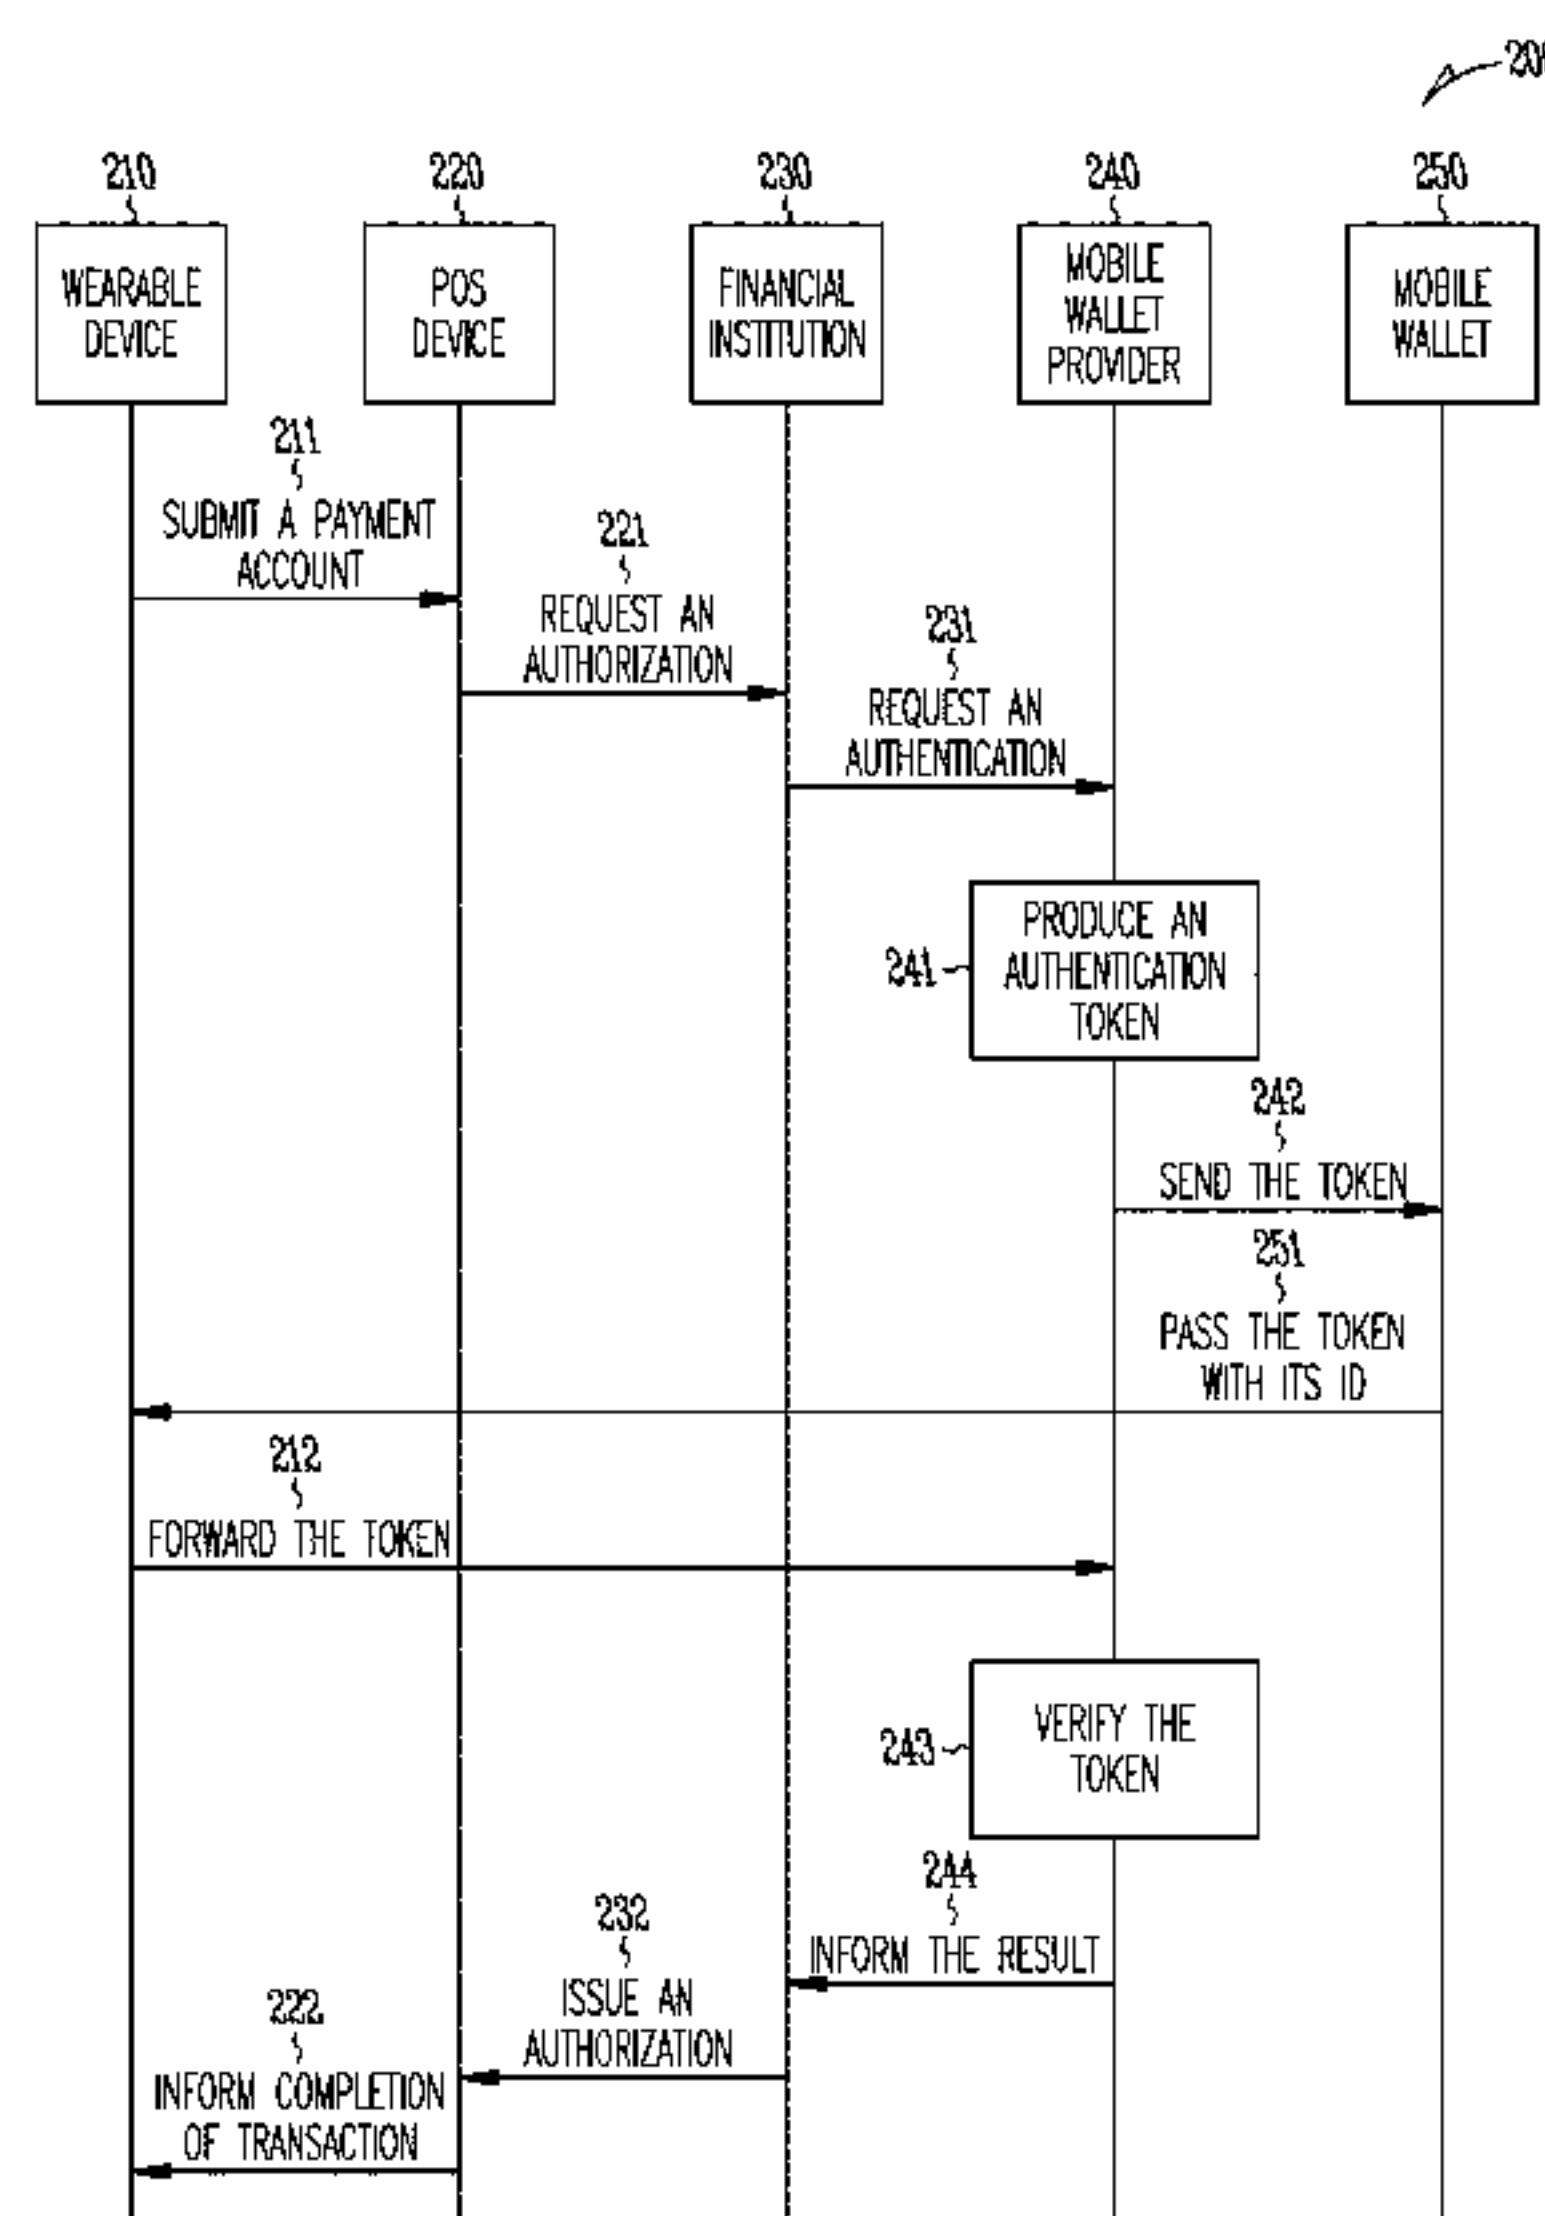 210
220
230
240
250
WEARABLE
DEVICE
POS
DEVICE
FINANCIAL
INSTITUTION
MOBILE
WALLET
PROVIDER
MOBILE
WALLET
211
SUBMIT A PAYMENT
ACCOUNT
221
REQUEST AN
AUTHORIZATION
231
REQUEST AN
AUTHENTICATION
241
PRODUCE AN
AUTHENTICATION
TOKEN
242
SEND THE TOKEN
251
PASS THE TOKEN
WITH ITS ID
212
FORWARD THE TOKEN
243
VERIFY THE
TOKEN
244
INFORM THE RESULT
232
ISSUE AN
AUTHORIZATION
222
INFORM COMPLETION
OF TRANSACTION